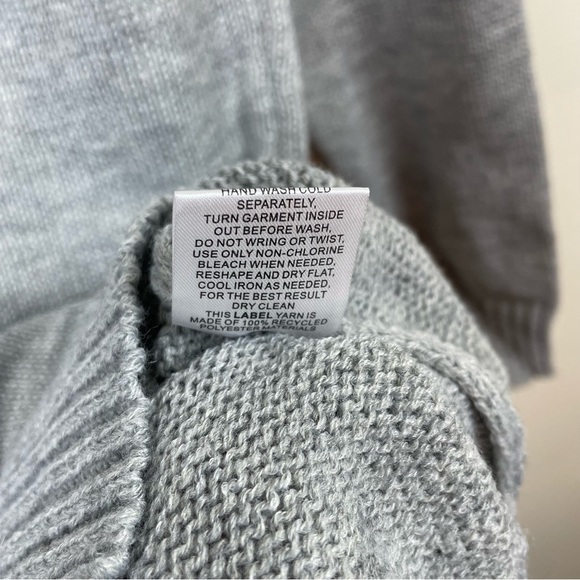 HAND WASH COLD
SEPARATELY,
TURN GARMENT INSIDE
OUT BEFORE WASH,
DO NOT WRING OR TWIST,
USE ONLY NON-CHLORINE
BLEACH WHEN NEEDED,
RESHAPE AND DRY FLAT,
COOL IRON AS NEEDED,
FOR THE BEST RESULT
DRY CLEAN
THIS LABEL YARN IS
MADE OF 100% RECYCLED
POLYESTER MATERIALS